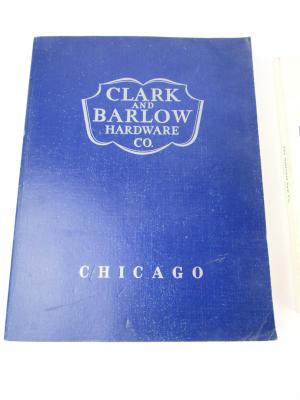 CLARK
AND
BARLOW
HARDWARE
CO.
CHICAGO